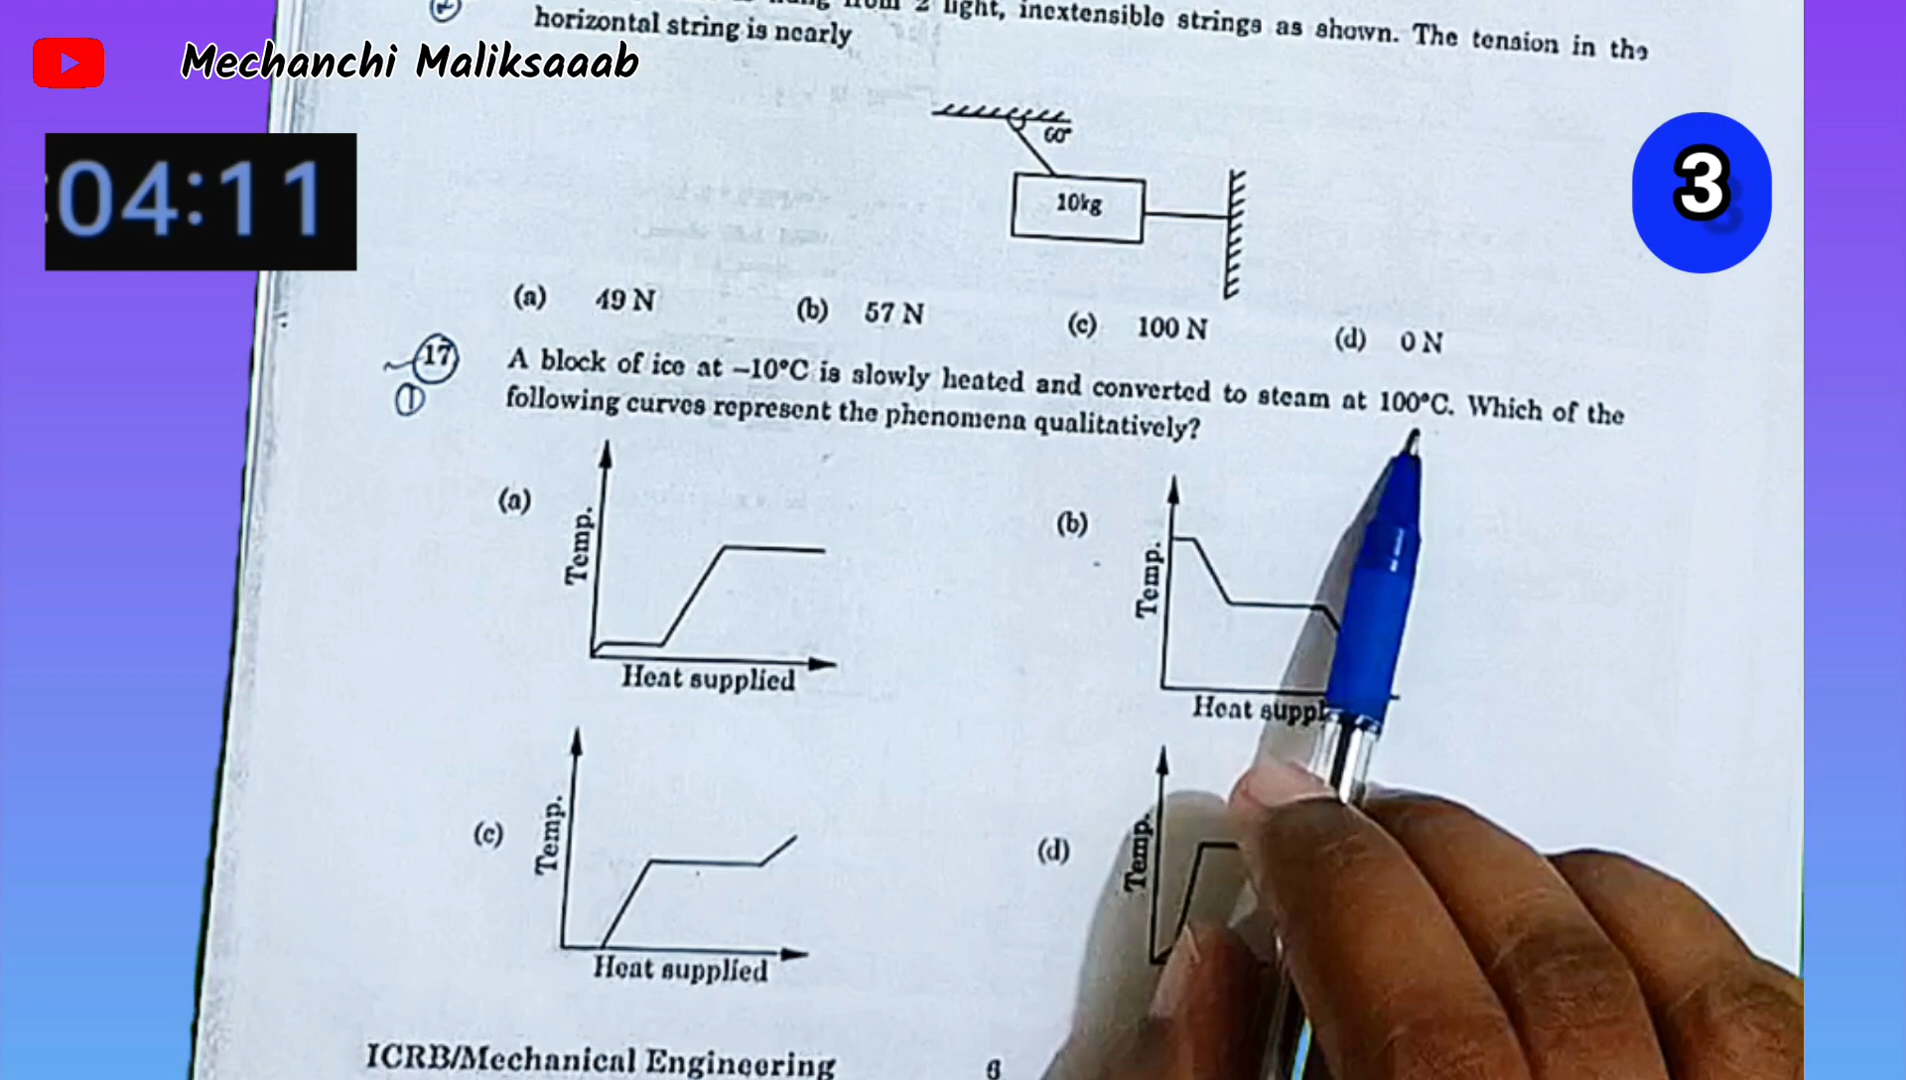 light, inextensible strings as shown. The tension in the
horizontal string is nearly
Mechanchi Maliksaaab
04:11
3
60°
10kg
(a) 49 N (b) 57 N (c) 100 N (d) 0 N
17 A block of ice at –10°C is slowly heated and converted to steam at 100°C. Which of the
1 following curves represent the phenomena qualitatively?
(a) Temp. Heat supplied
(b) Temp. Heat
(c) Temp. Heat supplied
(d) Temp.
ICRB/Mechanical Engineering 6